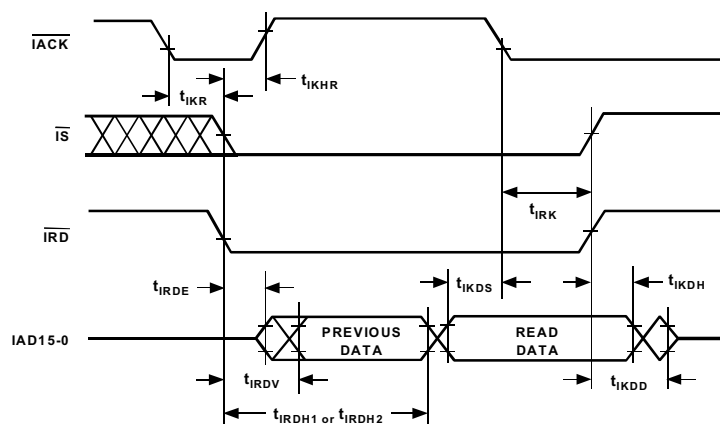 IACK
tIKHR
tIKR
IS
tIRK
IRD
tIRDE
tIKDS
tIKDH
IAD15-0
PREVIOUS
DATA
READ
DATA
tIRDV
tIKDD
tIRDH1 or tIRDH2